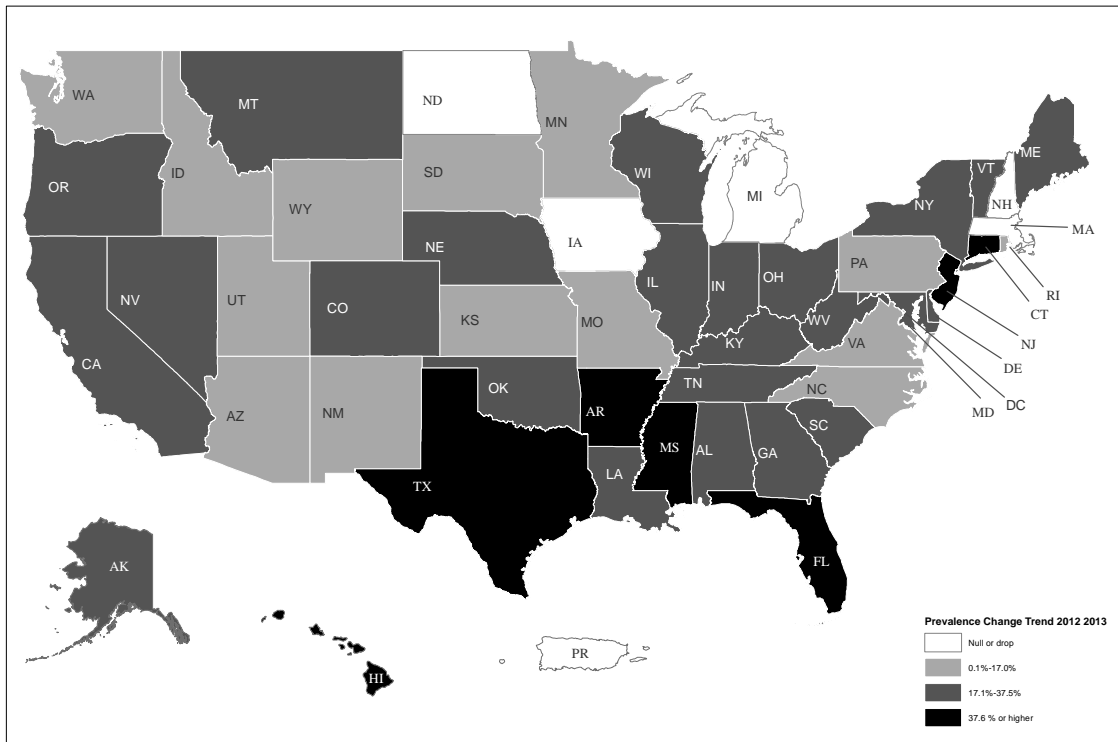 WA
MT
ND
MN
ME
VT
ID
SD
WI
OR
MI
NY
NH
WY
MA
IA
NE
PA
RI
IL
IN
OH
NV
UT
CO
CT
KS
MO
WV
VA
NJ
KY
CA
DE
OK
TN
NC
DC
MD
AZ
NM
AR
SC
MS
AL
GA
LA
TX
FL
AK
PR
HI
Prevalence Change Trend 2012 2013
Null or drop
0.1%-17.0%
17.1%-37.5%
37.6 % or higher